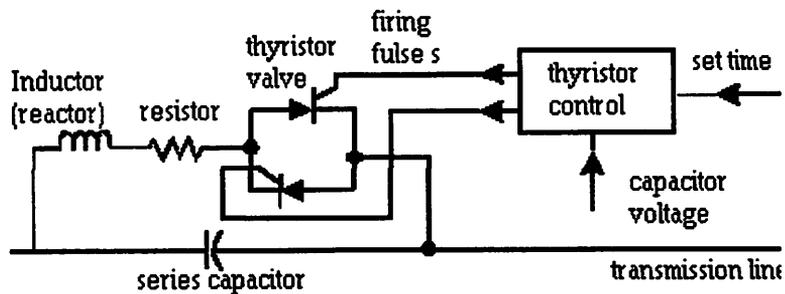 firing
fulse s
thyristor
valve
thyristor
control
set time
Inductor
(reactor)
resistor
capacitor
voltage
series capacitor
transmission line